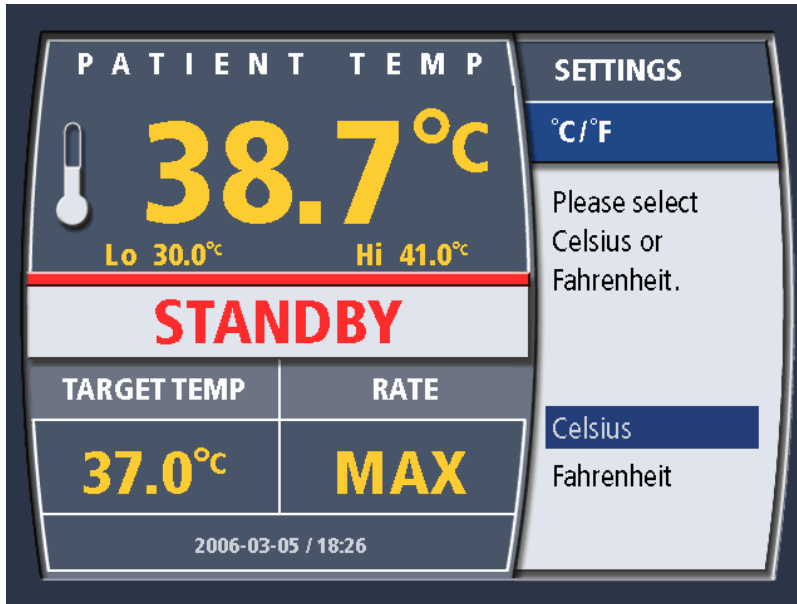 PATIENT TEMP
38.7°C
Lo 30.0°C Hi 41.0°C
STANDBY
TARGET TEMP RATE
37.0°C MAX
2006-03-05 / 18:26
SETTINGS
°C/°F
Please select
Celsius or
Fahrenheit.
Celsius
Fahrenheit